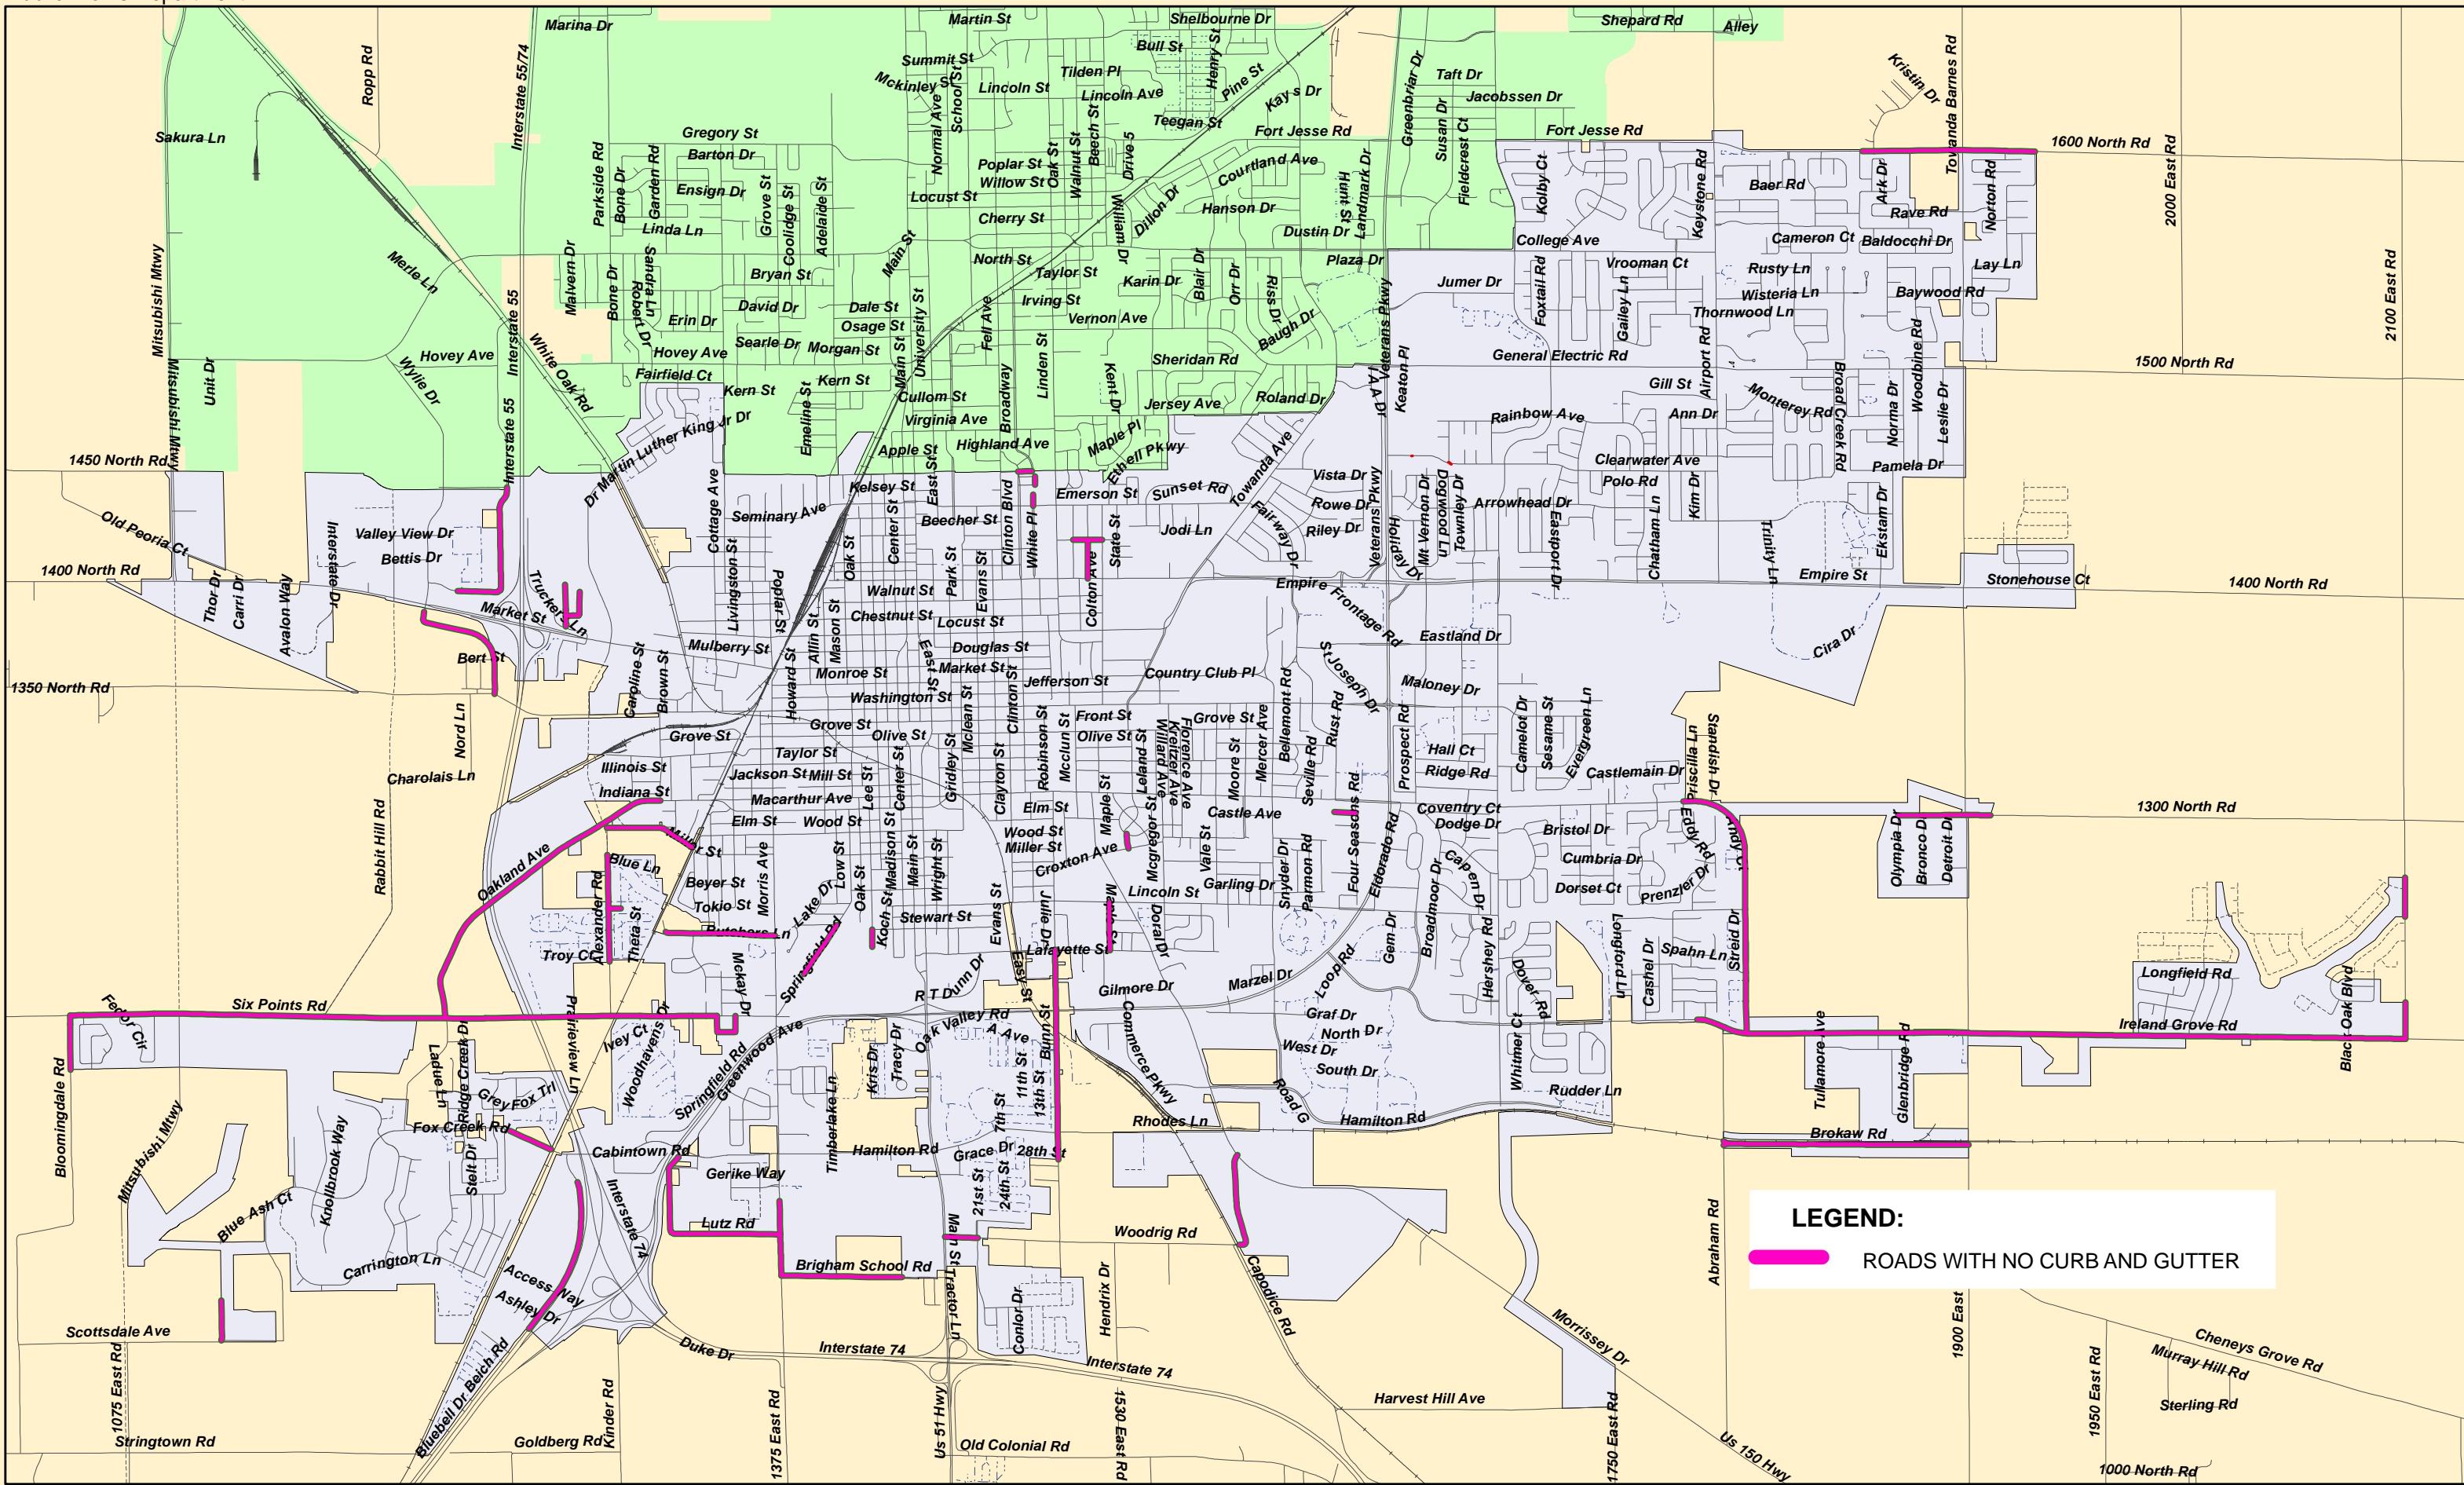 Marina Dr
Martin St
Shelbourne Dr
Shepard Rd
Alley
Ropp Rd
Interstate 55/74
Summit St
Mckinley St
Normal Ave
School St
Lincoln St
Bull St
Henry St
Tilden Pl
Lincoln Ave
Pine St
Kay s Dr
Teegan St
Greenbriar Dr
Taft Dr
Jacobssen Dr
Susan Dr
Fieldcrest Ct
Kristin Dr
Towanda Barnes Rd
Sakura Ln
Gregory St
Barton Dr
Fort Jesse Rd
Fort Jesse Rd
1600 North Rd
Parkside Rd
Bone Dr
Garden Rd
Ensign Dr
Grove St
Coolidge St
Adelaide St
Linda Ln
Poplar St
Willow St
Locust St
Cherry St
Oak St
Walnut St
Beech St
Drive 5
William Dr
Dillon Dr
Courtland Ave
Hanson Dr
Hunt St
Landmark Dr
Dustin Dr
Kolby Ct
Keystone Rd
Baer Rd
Ark Dr
Rave Rd
Norton Rd
2000 East Rd
College Ave
Cameron Ct
Baldocchi Dr
Mitsubishi Mtwy
Merle Ln
Malvern Dr
Bone Dr
Robert Dr
Sandra Ln
Bryan St
Main St
North St
Taylor St
Karin Dr
Blair Dr
Orr Dr
Riss Dr
Plaza Dr
Vrooman Ct
Rusty Ln
Lay Ln
Interstate 55
David Dr
Dale St
Irving St
Jumer Dr
Foxtail Rd
Gailey Ln
Wisteria Ln
Baywood Rd
Erin Dr
Osage St
University St
Fell Ave
Vernon Ave
Baugh Dr
Veterans Pkwy
Thornwood Ln
2100 East Rd
White Oak Rd
Hovey Ave
Hovey Ave
Searle Dr
Morgan St
Linden St
Sheridan Rd
General Electric Rd
Airport Rd
Woodbine Rd
1500 North Rd
Mitsubishi Mtwy
Unit Dr
Wylie Dr
Fairfield Ct
Kern St
Kern St
Main St
Cullom St
Broadway
Kent Dr
Jersey Ave
Roland Dr
I A A Dr
Keaton Pl
Gill St
Monterey Rd
Broad Creek Rd
Norma Dr
Leslie Dr
Interstate 55
Dr Martin Luther King Jr Dr
Emeline St
Virginia Ave
Highland Ave
Maple Pl
Rainbow Ave
Ann Dr
1450 North Rd
Apple St
Ethell Pkwy
Towanda Ave
Clearwater Ave
Pamela Dr
Cottage Ave
Kelsey St
East St
Clinton Blvd
Emerson St
Sunset Rd
Vista Dr
Veterans Pkwy
Mt Vernon Dr
Dogwood Ln
Townley Dr
Polo Rd
Kim Dr
Old Peoria Ct
Seminary Ave
Center St
Beecher St
White Pl
Rowe Dr
Arrowhead Dr
Interstate Dr
Valley View Dr
Bettis Dr
Jodi Ln
State St
Fairway Dr
Riley Dr
Holiday Dr
Eastport Dr
Chatham Ln
Trinity Ln
Ekstam Dr
1400 North Rd
Thor Dr
Carri Dr
Avalon Way
Market St
Truckers Ln
Livingston St
Poplar St
Oak St
Walnut St
Park St
Evans St
Colton Ave
Empire
Empire St
Stonehouse Ct
1400 North Rd
Allin St
Mason St
Chestnut St
Locust St
Frontage Rd
Eastland Dr
Cira Dr
Bert St
Mulberry St
Douglas St
1350 North Rd
Caroline St
Brown St
Howard St
Monroe St
East St
Market St
Country Club Pl
Jefferson St
St Joseph Dr
Maloney Dr
Washington St
Clinton St
Bellemont Rd
Nord Ln
Grove St
Grove St
Mclean St
Olive St
Front St
Olive St
Grove St
Rust Rd
Prospect Rd
Camelot Dr
Sesame St
Evergreen Ln
Priscilla Ln
Standish Dr
Taylor St
Gridley St
Robinson St
Mcclun St
Leland St
Willard Ave
Kreitzer Ave
Florence Ave
Moore St
Mercer Ave
Hall Ct
Charolais Ln
Illinois St
Jackson St
Mill St
Lee St
Center St
Clayton St
Seville Rd
Ridge Rd
Castlemain Dr
Indiana St
Macarthur Ave
Elm St
Maple St
Castle Ave
Four Seasons Rd
Coventry Ct
1300 North Rd
Elm St
Wood St
Wood St
Miller St
Mcgregor St
Dodge Dr
Bristol Dr
Eddy Rd
Andy Ct
Olympia Dr
Bronco Dr
Detroit Dr
Rabbit Hill Rd
Oakland Ave
Miller St
Blue Ln
Morris Ave
Low St
Madison St
Main St
Wright St
Croxton Ave
Vale St
Eldorado Rd
Capen Dr
Cumbria Dr
Alexander Rd
Beyer St
Tokio St
Lake Dr
Oak St
Koch St
Stewart St
Evans St
Lincoln St
Garling Dr
Snyder Dr
Parmon Rd
Broadmoor Dr
Dorset Ct
Prenzler Dr
Theta St
Butchers Ln
Julie Dr
Maple St
Doral Dr
Gem Dr
Hershey Rd
Longford Ln
Streid Dr
Troy Ct
Mckay Dr
Springfield Rd
Lafayette St
Easy St
Loop Rd
Dover Rd
Cashel Dr
Spahn Ln
Longfield Rd
Six Points Rd
Fedor Cir
Prairieview Ln
R T Dunn Dr
Gilmore Dr
Marzel Dr
Black Oak Blvd
Ivey Ct
Woodhavens Dr
Greenwood Ave
Oak Valley Rd
A Ave
Bunn St
Commerce Pkwy
Graf Dr
North Dr
Ireland Grove Rd
Bloomingdale Rd
Ladue Ln
Ridge Creek Dr
Springfield Rd
Kris Dr
Tracy Dr
11th St
13th St
West Dr
South Dr
Whitmer Ct
Tullamore Ave
Glenbridge Rd
Grey Fox Trl
Timberlake Ln
7th St
Road G
Rudder Ln
Mitsubishi Mtwy
Knollbrook Way
Fox Creek Rd
Stelt Dr
Cabintown Rd
Hamilton Rd
Grace Dr
28th St
Rhodes Ln
Hamilton Rd
Brokaw Rd
Gerike Way
21st St
24th St
Blue Ash Ct
Interstate 74
Lutz Rd
Main St
Woodrig Rd
Abraham Rd
LEGEND:
ROADS WITH NO CURB AND GUTTER
Carrington Ln
Access Way
Ashley Dr
Brigham School Rd
Tractor Ln
Conlor Dr
Hendrix Dr
Capodice Rd
Scottsdale Ave
1075 East Rd
Bluebell Dr
Beich Rd
Duke Dr
Interstate 74
Interstate 74
Morrissey Dr
1900 East
Cheneys Grove Rd
Murray Hill Rd
1950 East Rd
Kinder Rd
1375 East Rd
Us 51 Hwy
1530 East Rd
Harvest Hill Ave
1750 East Rd
Sterling Rd
Stringtown Rd
Goldberg Rd
Old Colonial Rd
Us 150 Hwy
1000 North Rd